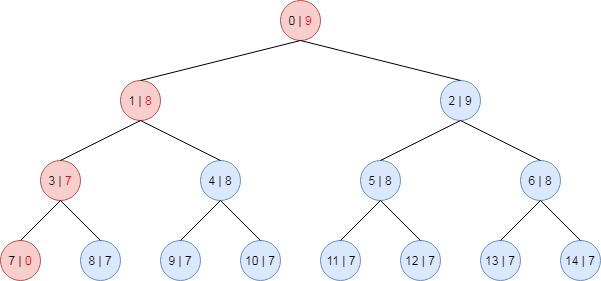 0 | 9
1 | 8
2 | 9
3 | 7
4 | 8
5 | 8
6 | 8
7 | 0
8 | 7
9 | 7
10 | 7
11 | 7
12 | 7
13 | 7
14 | 7